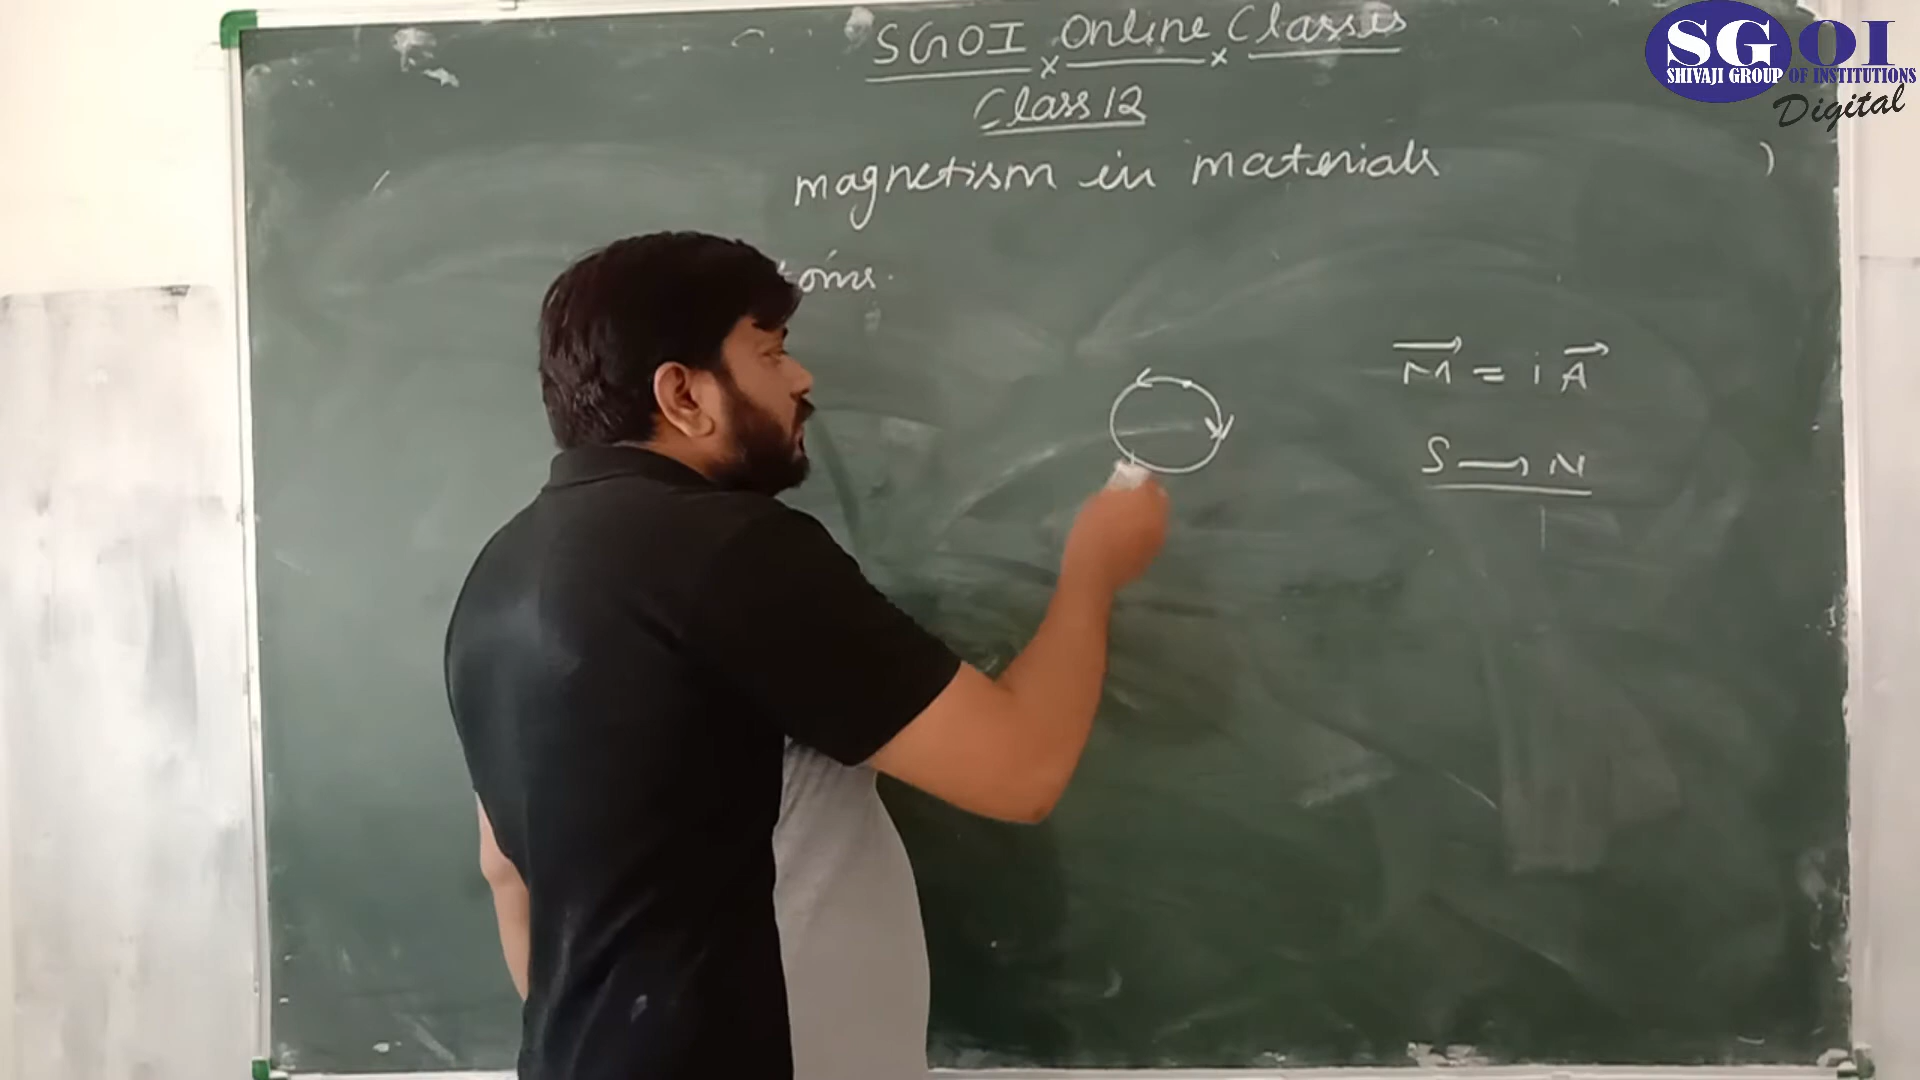 SGOI
SHIVAJI GROUP OF INSTITUTIONS
Digital
SGOI x Online x Classes
Class 12
magnetism in materials
M = i A
S → N